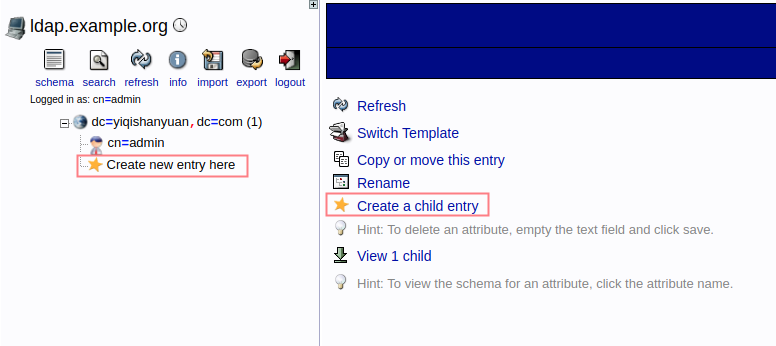 ldap.example.org
schema search refresh info import export logout
Logged in as: cn=admin
dc=yiqishanyuan, dc=com (1)
cn=admin
Create new entry here
Refresh
Switch Template
Copy or move this entry
Rename
Create a child entry
Hint: To delete an attribute, empty the text field and click save.
View 1 child
Hint: To view the schema for an attribute, click the attribute name.